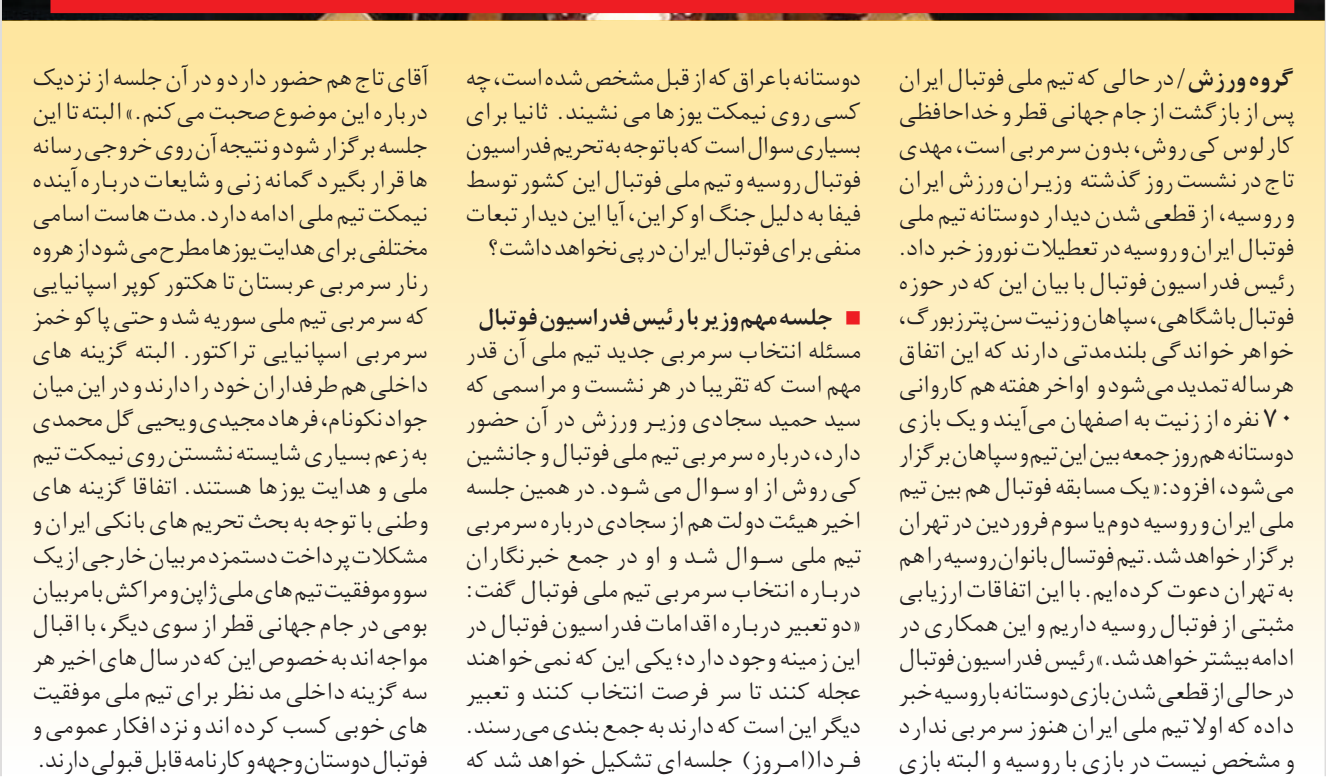 گروه ورزش/ در حالی که تیم ملی فوتبال ایران
پس از بازگشت از جام جهانی قطر و خداحافظی
کارلوس کی روش، بدون سرمربی است، مهدی
تاج در نشست روز گذشته وزیران ورزش ایران
و روسیه، از قطعی شدن دیدار دوستانه تیم ملی
فوتبال ایران و روسیه در تعطیلات نوروز خبر داد.
رئیس فدراسیون فوتبال با بیان این که در حوزه
فوتبال باشگاهی، سپاهان و زنیت سن پترزبورگ،
خواهر خواندگی بلندمدتی دارند که این اتفاق
هرساله تمدید می‌شود و اواخر هفته هم کاروانی
۷۰ نفره از زنیت به اصفهان می‌آیند و یک بازی
دوستانه هم روز جمعه بین این تیم و سپاهان برگزار
می‌شود، افزود: «یک مسابقه فوتبال هم بین تیم
ملی ایران و روسیه دوم یا سوم فروردین در تهران
برگزار خواهد شد. تیم فوتسال بانوان روسیه را هم
به تهران دعوت کرده‌ایم. با این اتفاقات ارزیابی
مثبتی از فوتبال روسیه داریم و این همکاری در
ادامه بیشتر خواهد شد.» رئیس فدراسیون فوتبال
در حالی از قطعی شدن بازی دوستانه با روسیه خبر
داده که اولا تیم ملی ایران هنوز سرمربی ندارد
و مشخص نیست در بازی با روسیه و البته بازی
دوستانه با عراق که از قبل مشخص شده است، چه
کسی روی نیمکت یوزها می نشیند. ثانیا برای
بسیاری سوال است که با توجه به تحریم فدراسیون
فوتبال روسیه و تیم ملی فوتبال این کشور توسط
فیفا به دلیل جنگ اوکراین، آیا این دیدار تبعات
منفی برای فوتبال ایران در پی نخواهد داشت؟
■ جلسه مهم وزیر با رئیس فدراسیون فوتبال
مسئله انتخاب سرمربی جدید تیم ملی آن قدر
مهم است که تقریبا در هر نشست و مراسمی که
سید حمید سجادی وزیر ورزش در آن حضور
دارد، درباره سرمربی تیم ملی فوتبال و جانشین
کی روش از او سوال می شود. در همین جلسه
اخیر هیئت دولت هم از سجادی درباره سرمربی
تیم ملی سوال شد و او در جمع خبرنگاران
درباره انتخاب سرمربی تیم ملی فوتبال گفت:
«دو تعبیر درباره اقدامات فدراسیون فوتبال در
این زمینه وجود دارد؛ یکی این که نمی‌خواهند
عجله کنند تا سر فرصت انتخاب کنند و تعبیر
دیگر این است که دارند به جمع بندی می‌رسند.
فردا(امروز) جلسه‌ای تشکیل خواهد شد که
آقای تاج هم حضور دارد و در آن جلسه از نزدیک
درباره این موضوع صحبت می کنم.» البته تا این
جلسه برگزار شود و نتیجه آن روی خروجی رسانه
ها قرار بگیرد گمانه زنی و شایعات درباره آینده
نیمکت تیم ملی ادامه دارد. مدت هاست اسامی
مختلفی برای هدایت یوزها مطرح می شود از هروه
رنار سرمربی عربستان تا هکتور کوپر اسپانیایی
که سرمربی تیم ملی سوریه شد و حتی پاکو خمز
سرمربی اسپانیایی تراکتور. البته گزینه های
داخلی هم طرفداران خود را دارند و در این میان
جواد نکونام، فرهاد مجیدی و یحیی گل محمدی
به زعم بسیاری شایسته نشستن روی نیمکت تیم
ملی و هدایت یوزها هستند. اتفاقا گزینه های
وطنی با توجه به بحث تحریم های بانکی ایران و
مشکلات پرداخت دستمزد مربیان خارجی از یک
سو و موفقیت تیم های ملی ژاپن و مراکش با مربیان
بومی در جام جهانی قطر از سوی دیگر، با اقبال
مواجه اند به خصوص این که در سال های اخیر هر
سه گزینه داخلی مد نظر برای تیم ملی موفقیت
های خوبی کسب کرده اند و نزد افکار عمومی و
فوتبال دوستان وجهه و کارنامه قابل قبولی دارند.